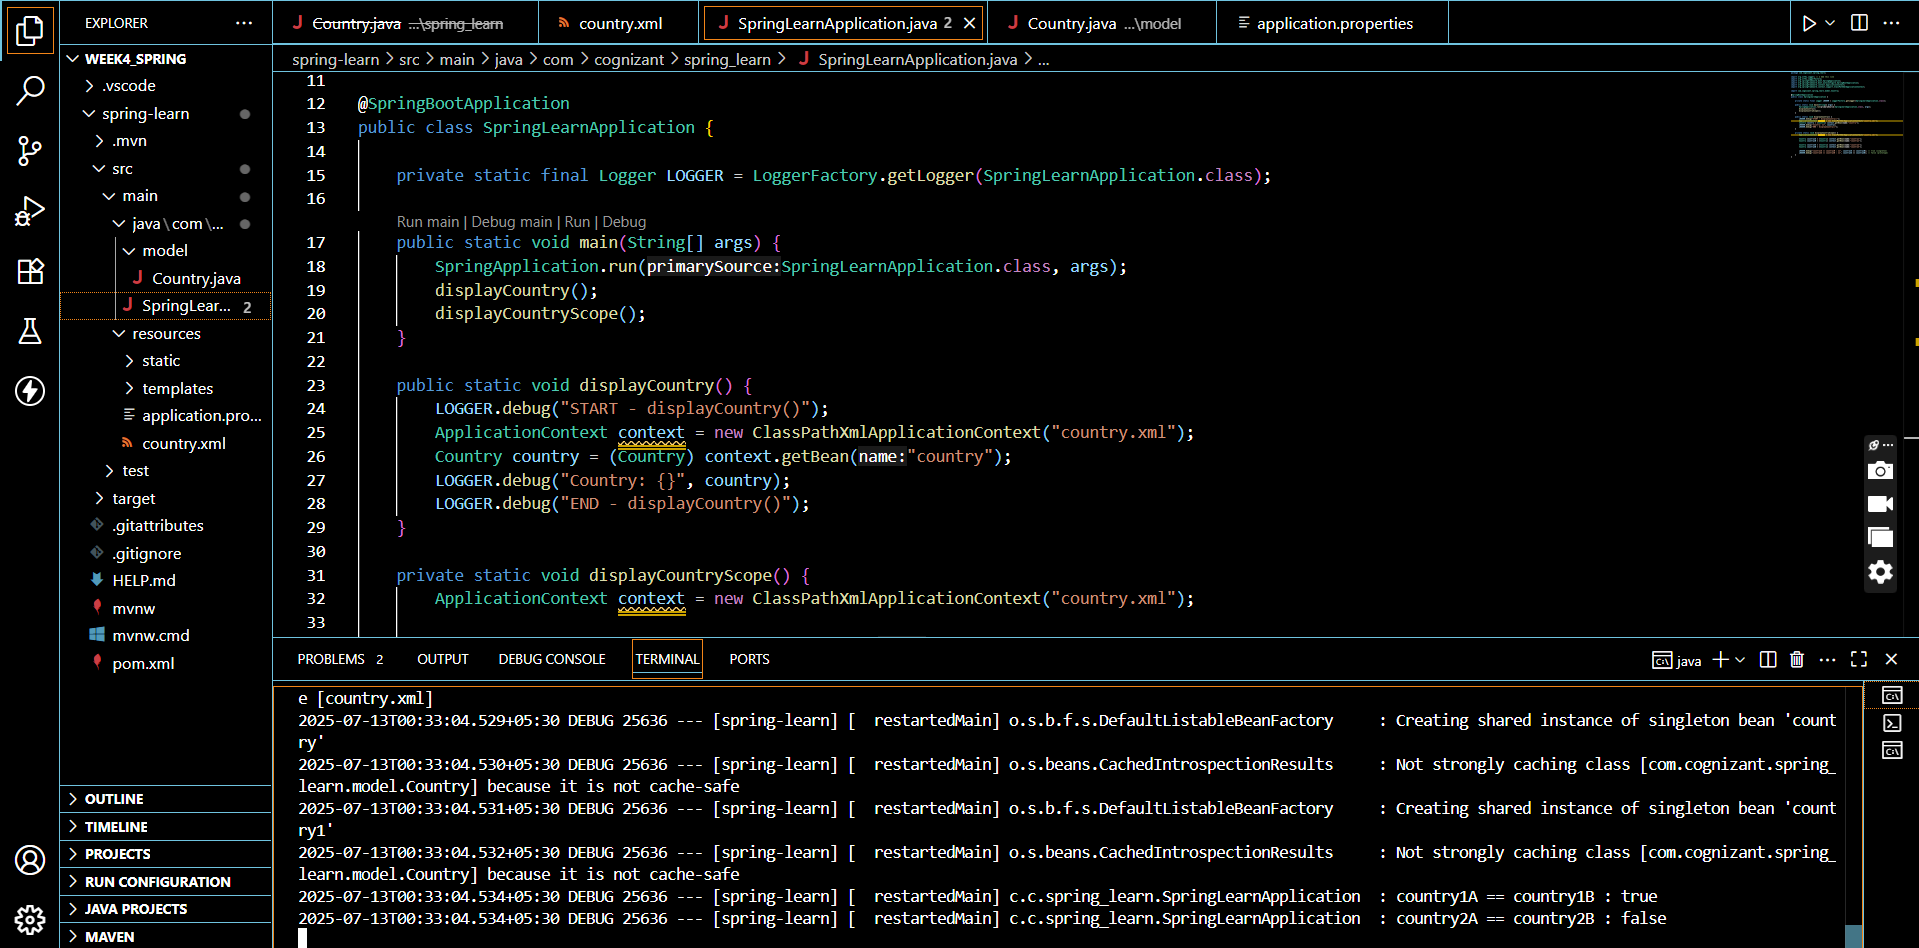 EXPLORER
Country.java ...\spring_learn
country.xml
SpringLearnApplication.java 2
Country.java ...\model
application.properties
spring-learn > src > main > java > com > cognizant > spring_learn > SpringLearnApplication.java > ...
WEEK4_SPRING
.vscode
spring-learn
.mvn
src
main
java\com\...
model
Country.java
SpringLear... 2
resources
static
templates
application.pro...
country.xml
test
target
.gitattributes
.gitignore
HELP.md
mvnw
mvnw.cmd
pom.xml
OUTLINE
TIMELINE
PROJECTS
RUN CONFIGURATION
JAVA PROJECTS
MAVEN
11
12 @SpringBootApplication
13 public class SpringLearnApplication {
14
15 private static final Logger LOGGER = LoggerFactory.getLogger(SpringLearnApplication.class);
16
Run main | Debug main | Run | Debug
17 public static void main(String[] args) {
18 SpringApplication.run(primarySource:SpringLearnApplication.class, args);
19 displayCountry();
20 displayCountryScope();
21 }
22
23 public static void displayCountry() {
24 LOGGER.debug("START - displayCountry()");
25 ApplicationContext context = new ClassPathXmlApplicationContext("country.xml");
26 Country country = (Country) context.getBean(name:"country");
27 LOGGER.debug("Country: {}", country);
28 LOGGER.debug("END - displayCountry()");
29 }
30
31 private static void displayCountryScope() {
32 ApplicationContext context = new ClassPathXmlApplicationContext("country.xml");
33
PROBLEMS 2 OUTPUT DEBUG CONSOLE TERMINAL PORTS
java
e [country.xml]
2025-07-13T00:33:04.529+05:30 DEBUG 25636 --- [spring-learn] [  restartedMain] o.s.b.f.s.DefaultListableBeanFactory     : Creating shared instance of singleton bean 'count
ry'
2025-07-13T00:33:04.530+05:30 DEBUG 25636 --- [spring-learn] [  restartedMain] o.s.beans.CachedIntrospectionResults     : Not strongly caching class [com.cognizant.spring_
learn.model.Country] because it is not cache-safe
2025-07-13T00:33:04.531+05:30 DEBUG 25636 --- [spring-learn] [  restartedMain] o.s.b.f.s.DefaultListableBeanFactory     : Creating shared instance of singleton bean 'count
ry1'
2025-07-13T00:33:04.532+05:30 DEBUG 25636 --- [spring-learn] [  restartedMain] o.s.beans.CachedIntrospectionResults     : Not strongly caching class [com.cognizant.spring_
learn.model.Country] because it is not cache-safe
2025-07-13T00:33:04.534+05:30 DEBUG 25636 --- [spring-learn] [  restartedMain] c.c.spring_learn.SpringLearnApplication  : country1A == country1B : true
2025-07-13T00:33:04.534+05:30 DEBUG 25636 --- [spring-learn] [  restartedMain] c.c.spring_learn.SpringLearnApplication  : country2A == country2B : false